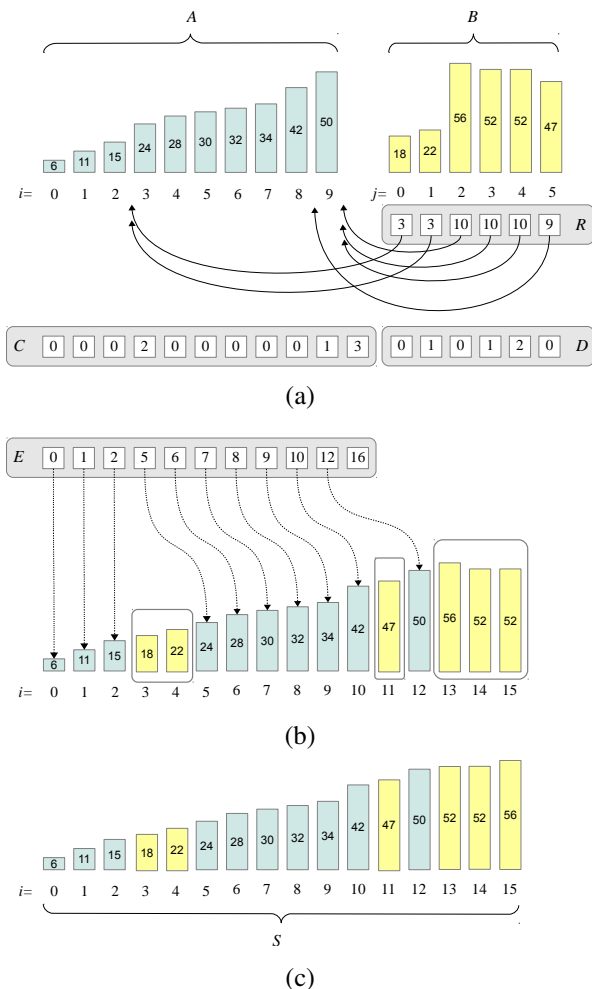 A B
6 11 15 24 28 30 32 34 42 50 18 22 56 52 52 47
i= 0 1 2 3 4 5 6 7 8 9 j= 0 1 2 3 4 5
3 3 10 10 10 9 R
C 0 0 0 2 0 0 0 0 0 1 3 0 1 0 1 2 0 D
(a)
E 0 1 2 5 6 7 8 9 10 12 16
6 11 15 18 22 24 28 30 32 34 42 47 50 56 52 52
i= 0 1 2 3 4 5 6 7 8 9 10 11 12 13 14 15
(b)
6 11 15 18 22 24 28 30 32 34 42 47 50 52 52 56
i= 0 1 2 3 4 5 6 7 8 9 10 11 12 13 14 15
S
(c)